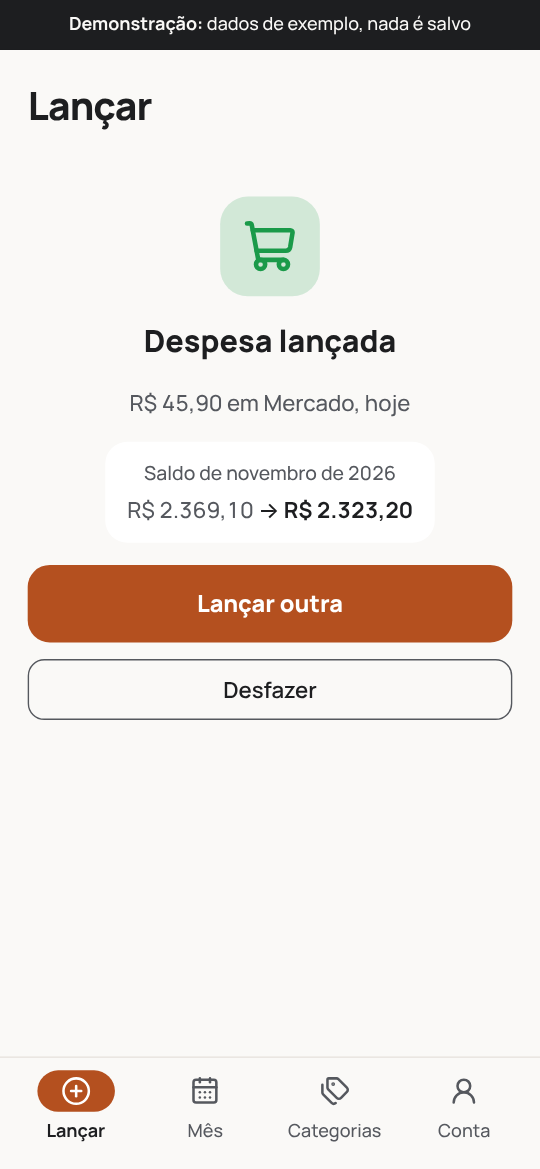 Demonstração: dados de exemplo, nada é salvo
Lançar
Despesa lançada
R$ 45,90 em Mercado, hoje
Saldo de novembro de 2026
R$ 2.369,10 → R$ 2.323,20
Lançar outra
Desfazer
Lançar
Mês
Categorias
Conta